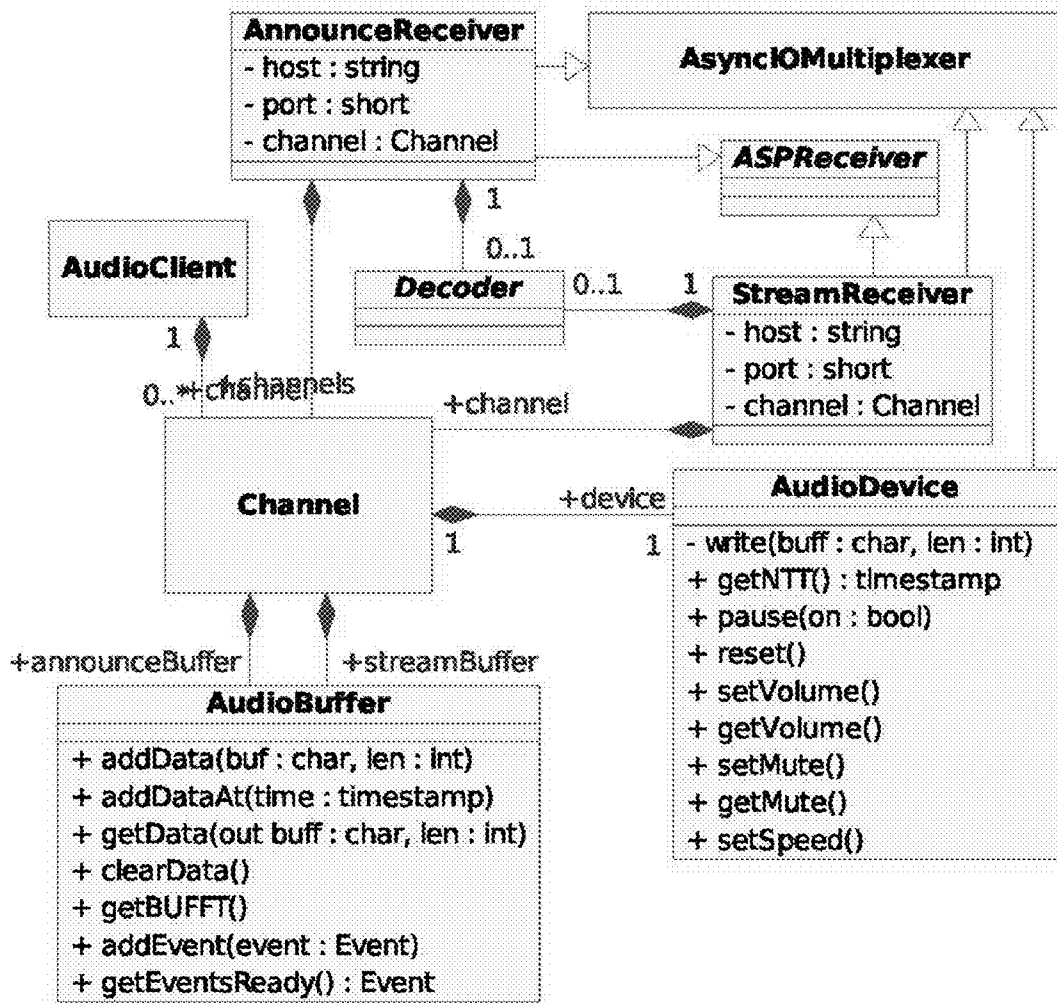 AnnounceReceiver
- host : string
- port : short
- channel : Channel
AsyncIOMultiplexer
ASPReceiver
1
0..1
AudioClient
Decoder
0..1
1
StreamReceiver
- host : string
- port : short
- channel : Channel
1
0..*
+channel
+channels
+channel
Channel
+device
1
1
AudioDevice
- write(buff : char, len : int)
+ getNTT() : timestamp
+ pause(on : bool)
+ reset()
+ setVolume()
+ getVolume()
+ setMute()
+ getMute()
+ setSpeed()
+announceBuffer
+streamBuffer
AudioBuffer
+ addData(buf : char, len : int)
+ addDataAt(time : timestamp)
+ getData(out buff : char, len : int)
+ clearData()
+ getBUFFT()
+ addEvent(event : Event)
+ getEventsReady() : Event